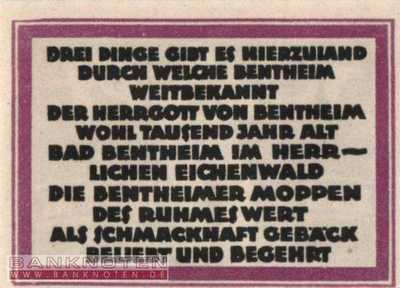 DREI DINGE GIBT ES HIERZULAND
DURCH WELCHE BENTHEIM
WEITBEKANNT
DER HERRGOTT VON BENTHEIM
WOHL TAUSEND JAHR ALT
BAD BENTHEIM IM HERR—
LICHEN EICHENWALD
DIE BENTHEIMER MOPPEN
DES RUHMES WERT
ALS SCHMACKHAFT GEBÄCK
BELIEBT UND BEGEHRT
BANKNOTEN
WWW.BANKNOTEN.DE